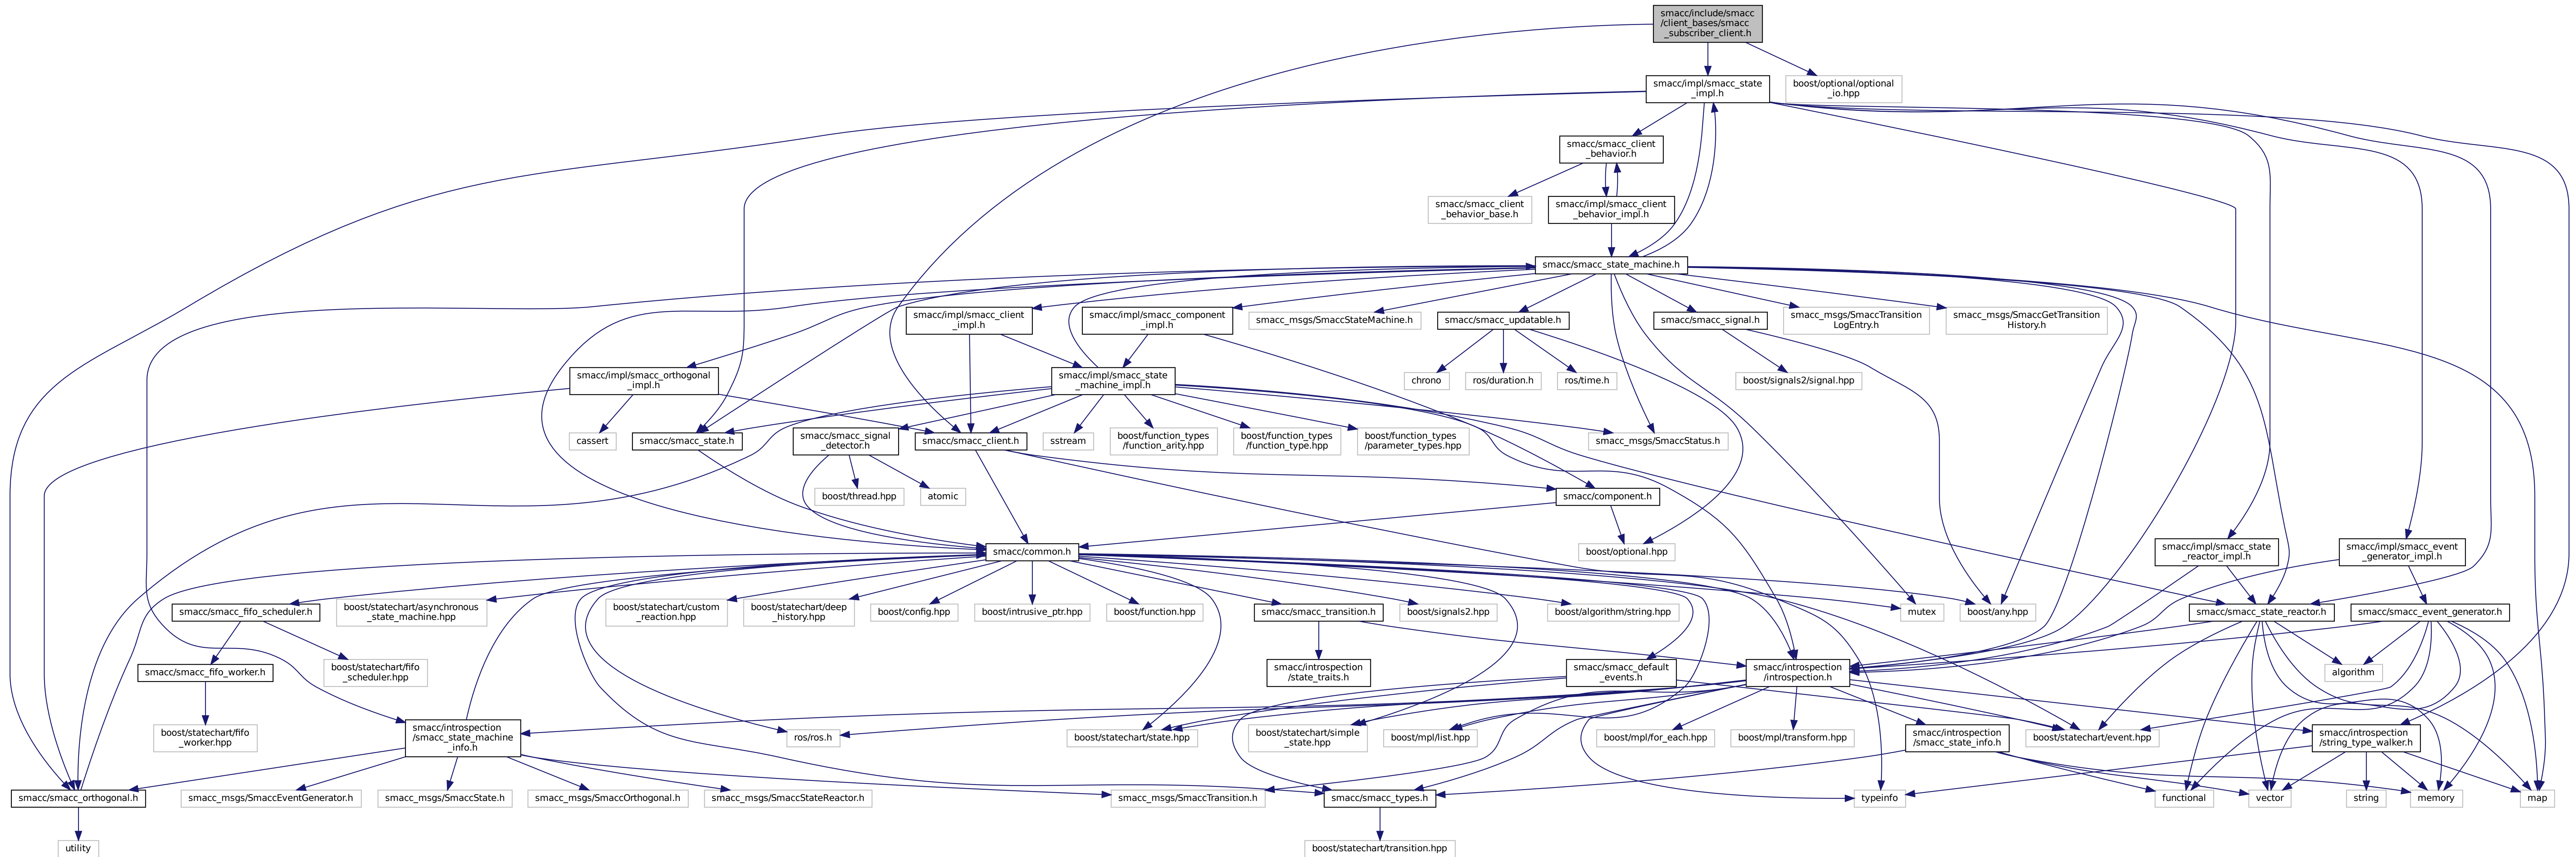 smacc/include/smacc
/client_bases/smacc
_subscriber_client.h
smacc/impl/smacc_state
_impl.h
boost/optional/optional
_io.hpp
smacc/smacc_client
_behavior.h
smacc/smacc_client
_behavior_base.h
smacc/impl/smacc_client
_behavior_impl.h
smacc/smacc_state_machine.h
smacc/impl/smacc_client
_impl.h
smacc/impl/smacc_component
_impl.h
smacc_msgs/SmaccStateMachine.h
smacc/smacc_updatable.h
smacc/smacc_signal.h
smacc_msgs/SmaccTransition
LogEntry.h
smacc_msgs/SmaccGetTransition
History.h
smacc/impl/smacc_orthogonal
_impl.h
smacc/impl/smacc_state
_machine_impl.h
chrono
ros/duration.h
ros/time.h
boost/signals2/signal.hpp
cassert
smacc/smacc_state.h
smacc/smacc_signal
_detector.h
smacc/smacc_client.h
sstream
boost/function_types
/function_arity.hpp
boost/function_types
/function_type.hpp
boost/function_types
/parameter_types.hpp
smacc_msgs/SmaccStatus.h
boost/thread.hpp
atomic
smacc/component.h
smacc/common.h
boost/optional.hpp
smacc/impl/smacc_state
_reactor_impl.h
smacc/impl/smacc_event
_generator_impl.h
smacc/smacc_fifo_scheduler.h
boost/statechart/asynchronous
_state_machine.hpp
boost/statechart/custom
_reaction.hpp
boost/statechart/deep
_history.hpp
boost/config.hpp
boost/intrusive_ptr.hpp
boost/function.hpp
smacc/smacc_transition.h
boost/signals2.hpp
boost/algorithm/string.hpp
mutex
boost/any.hpp
smacc/smacc_state_reactor.h
smacc/smacc_event_generator.h
smacc/smacc_fifo_worker.h
boost/statechart/fifo
_scheduler.hpp
smacc/introspection
/state_traits.h
smacc/smacc_default
_events.h
smacc/introspection
/introspection.h
algorithm
boost/statechart/fifo
_worker.hpp
smacc/introspection
/smacc_state_machine
_info.h
ros/ros.h
boost/statechart/state.hpp
boost/statechart/simple
_state.hpp
boost/mpl/list.hpp
boost/mpl/for_each.hpp
boost/mpl/transform.hpp
smacc/introspection
/smacc_state_info.h
boost/statechart/event.hpp
smacc/introspection
/string_type_walker.h
smacc/smacc_orthogonal.h
smacc_msgs/SmaccEventGenerator.h
smacc_msgs/SmaccState.h
smacc_msgs/SmaccOrthogonal.h
smacc_msgs/SmaccStateReactor.h
smacc_msgs/SmaccTransition.h
smacc/smacc_types.h
typeinfo
functional
vector
string
memory
map
utility
boost/statechart/transition.hpp